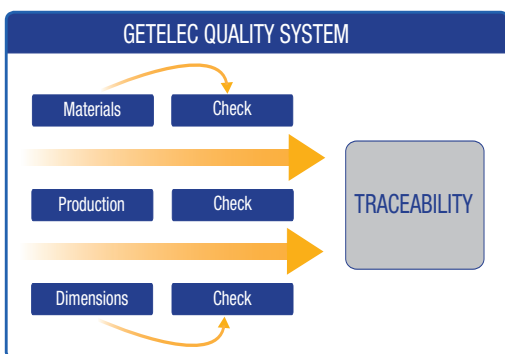 GETELEC QUALITY SYSTEM
Materials Check
Production Check
TRACEABILITY
Dimensions Check